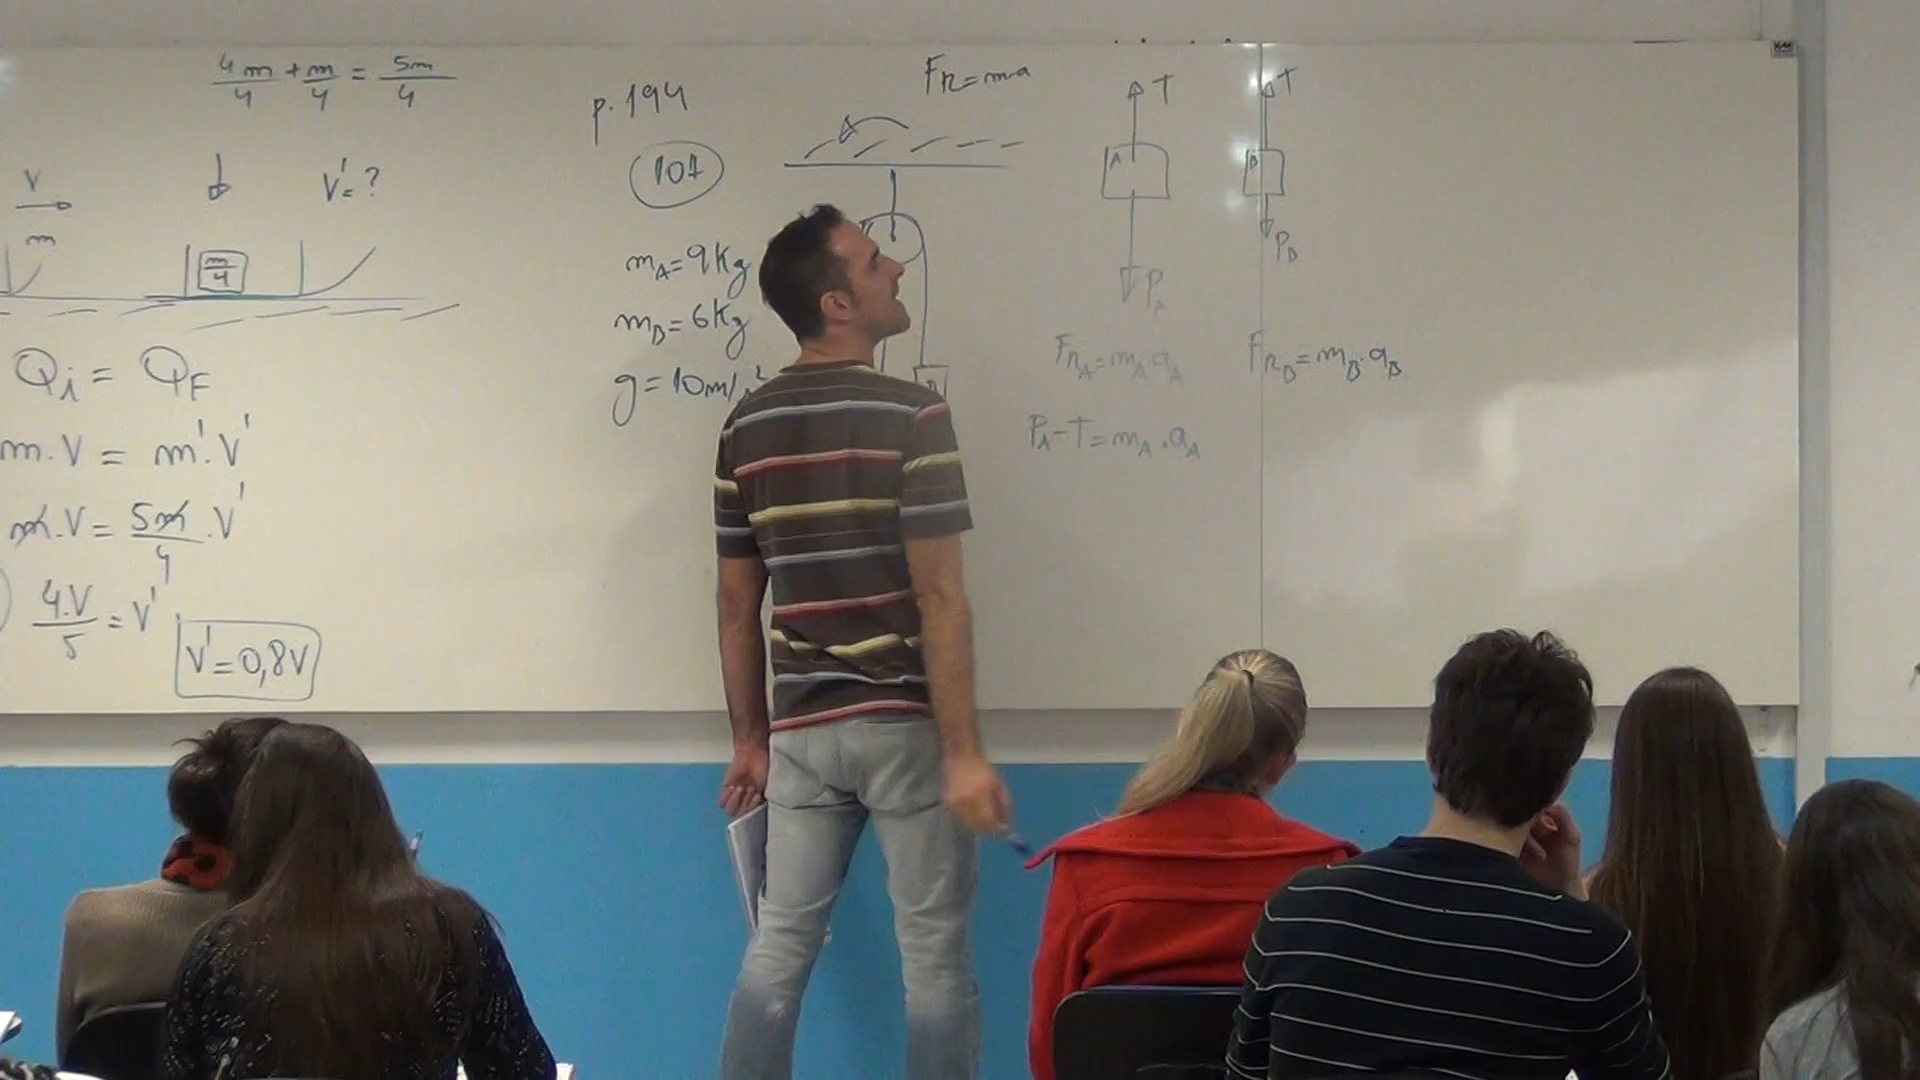 4m/4 + m/4 = 5m/4
V
V' = ?
m
m/4
Qi = QF
m.V = m'.V'
m.V = 5m/4 .V'
4.V/5 = V'
V' = 0,8V
p. 194
107
mA = 9Kg
mB = 6Kg
g = 10m/
FR = ma
T
A
PA
T
B
PB
FRA = mA.aA
FRB = mB.aB
PA - T = mA.aA